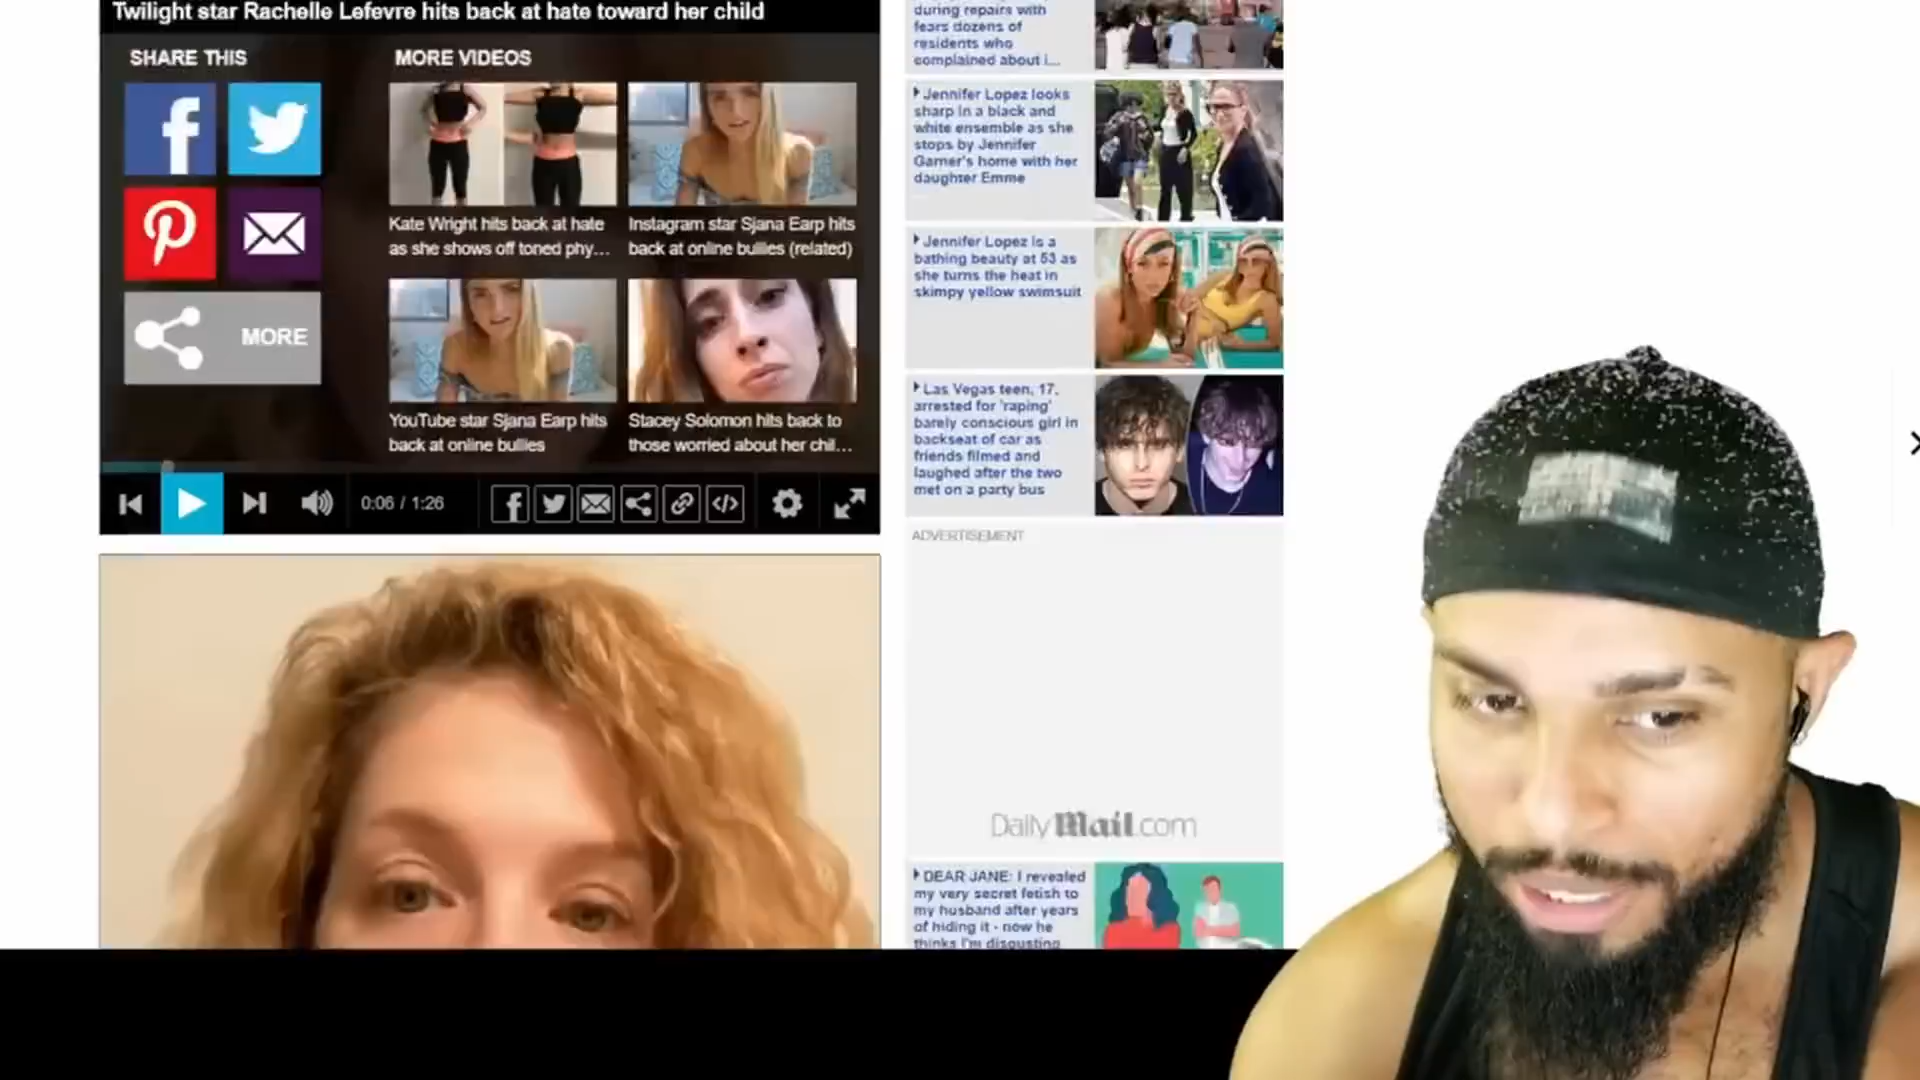 Twilight star Rachelle Lefevre hits back at hate toward her child
SHARE THIS
MORE VIDEOS
Kate Wright hits back at hate
as she shows off toned phy...
Instagram star Sjana Earp hits
back at online bullies (related)
MORE
YouTube star Sjana Earp hits
back at online bullies
Stacey Solomon hits back to
those worried about her chil...
0:06 / 1:26
during repairs with
fears dozens of
residents who
complained about i...
Jennifer Lopez looks
sharp in a black and
white ensemble as she
stops by Jennifer
Garner's home with her
daughter Emme
Jennifer Lopez is a
bathing beauty at 53 as
she turns the heat in
skimpy yellow swimsuit
Las Vegas teen, 17,
arrested for 'raping'
barely conscious girl in
backseat of car as
friends filmed and
laughed after the two
met on a party bus
ADVERTISEMENT
DailyMail.com
DEAR JANE: I revealed
my very secret fetish to
my husband after years
of hiding it - now he
thinks I'm disgusting